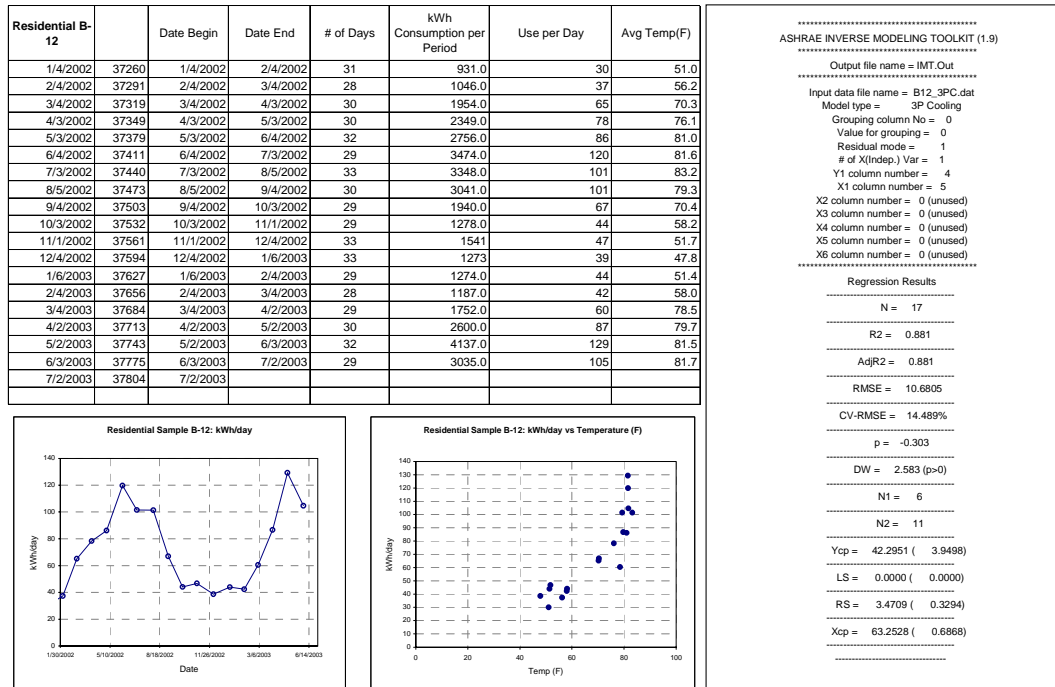 Residential B-12 Date Begin Date End # of Days kWh Consumption per Period Use per Day Avg Temp(F)
1/4/2002 37260 1/4/2002 2/4/2002 31 931.0 30 51.0
2/4/2002 37291 2/4/2002 3/4/2002 28 1046.0 37 56.2
3/4/2002 37319 3/4/2002 4/3/2002 30 1954.0 65 70.3
4/3/2002 37349 4/3/2002 5/3/2002 30 2349.0 78 76.1
5/3/2002 37379 5/3/2002 6/4/2002 32 2756.0 86 81.0
6/4/2002 37411 6/4/2002 7/3/2002 29 3474.0 120 81.6
7/3/2002 37440 7/3/2002 8/5/2002 33 3348.0 101 83.2
8/5/2002 37473 8/5/2002 9/4/2002 30 3041.0 101 79.3
9/4/2002 37503 9/4/2002 10/3/2002 29 1940.0 67 70.4
10/3/2002 37532 10/3/2002 11/1/2002 29 1278.0 44 58.2
11/1/2002 37561 11/1/2002 12/4/2002 33 1541 47 51.7
12/4/2002 37594 12/4/2002 1/6/2003 33 1273 39 47.8
1/6/2003 37627 1/6/2003 2/4/2003 29 1274.0 44 51.4
2/4/2003 37656 2/4/2003 3/4/2003 28 1187.0 42 58.0
3/4/2003 37684 3/4/2003 4/2/2003 29 1752.0 60 78.5
4/2/2003 37713 4/2/2003 5/2/2003 30 2600.0 87 79.7
5/2/2003 37743 5/2/2003 6/3/2003 32 4137.0 129 81.5
6/3/2003 37775 6/3/2003 7/2/2003 29 3035.0 105 81.7
7/2/2003 37804 7/2/2003
Residential Sample B-12: kWh/day
140
120
100
80
60
40
20
0
kWh/day
1/30/2002 5/10/2002 8/18/2002 11/26/2002 3/6/2003 6/14/2003
Date
Residential Sample B-12: kWh/day vs Temperature (F)
140
130
120
110
100
90
80
70
60
50
40
30
20
10
0
kWh/day
0 20 40 60 80 100
Temp (F)
********************************************
ASHRAE INVERSE MODELING TOOLKIT (1.9)
********************************************
Output file name = IMT.Out
********************************************
Input data file name = B12_3PC.dat
Model type = 3P Cooling
Grouping column No = 0
Value for grouping = 0
Residual mode = 1
# of X(Indep.) Var = 1
Y1 column number = 4
X1 column number = 5
X2 column number = 0 (unused)
X3 column number = 0 (unused)
X4 column number = 0 (unused)
X5 column number = 0 (unused)
X6 column number = 0 (unused)
********************************************
Regression Results
--------------------------------------
N = 17
--------------------------------------
R2 = 0.881
--------------------------------------
AdjR2 = 0.881
--------------------------------------
RMSE = 10.6805
--------------------------------------
CV-RMSE = 14.489%
--------------------------------------
p = -0.303
--------------------------------------
DW = 2.583 (p>0)
--------------------------------------
N1 = 6
--------------------------------------
N2 = 11
--------------------------------------
Ycp = 42.2951 ( 3.9498)
--------------------------------------
LS = 0.0000 ( 0.0000)
--------------------------------------
RS = 3.4709 ( 0.3294)
--------------------------------------
Xcp = 63.2528 ( 0.6868)
--------------------------------------
---------------------------------